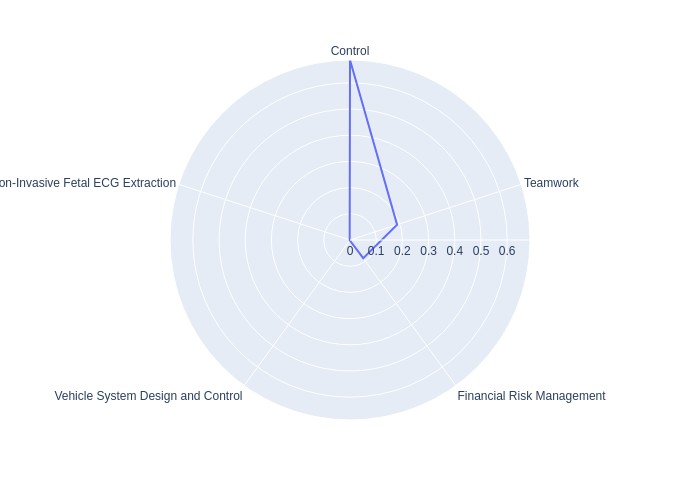 Control
on-Invasive Fetal ECG Extraction
Teamwork
0 0.1 0.2 0.3 0.4 0.5 0.6
Vehicle System Design and Control
Financial Risk Management